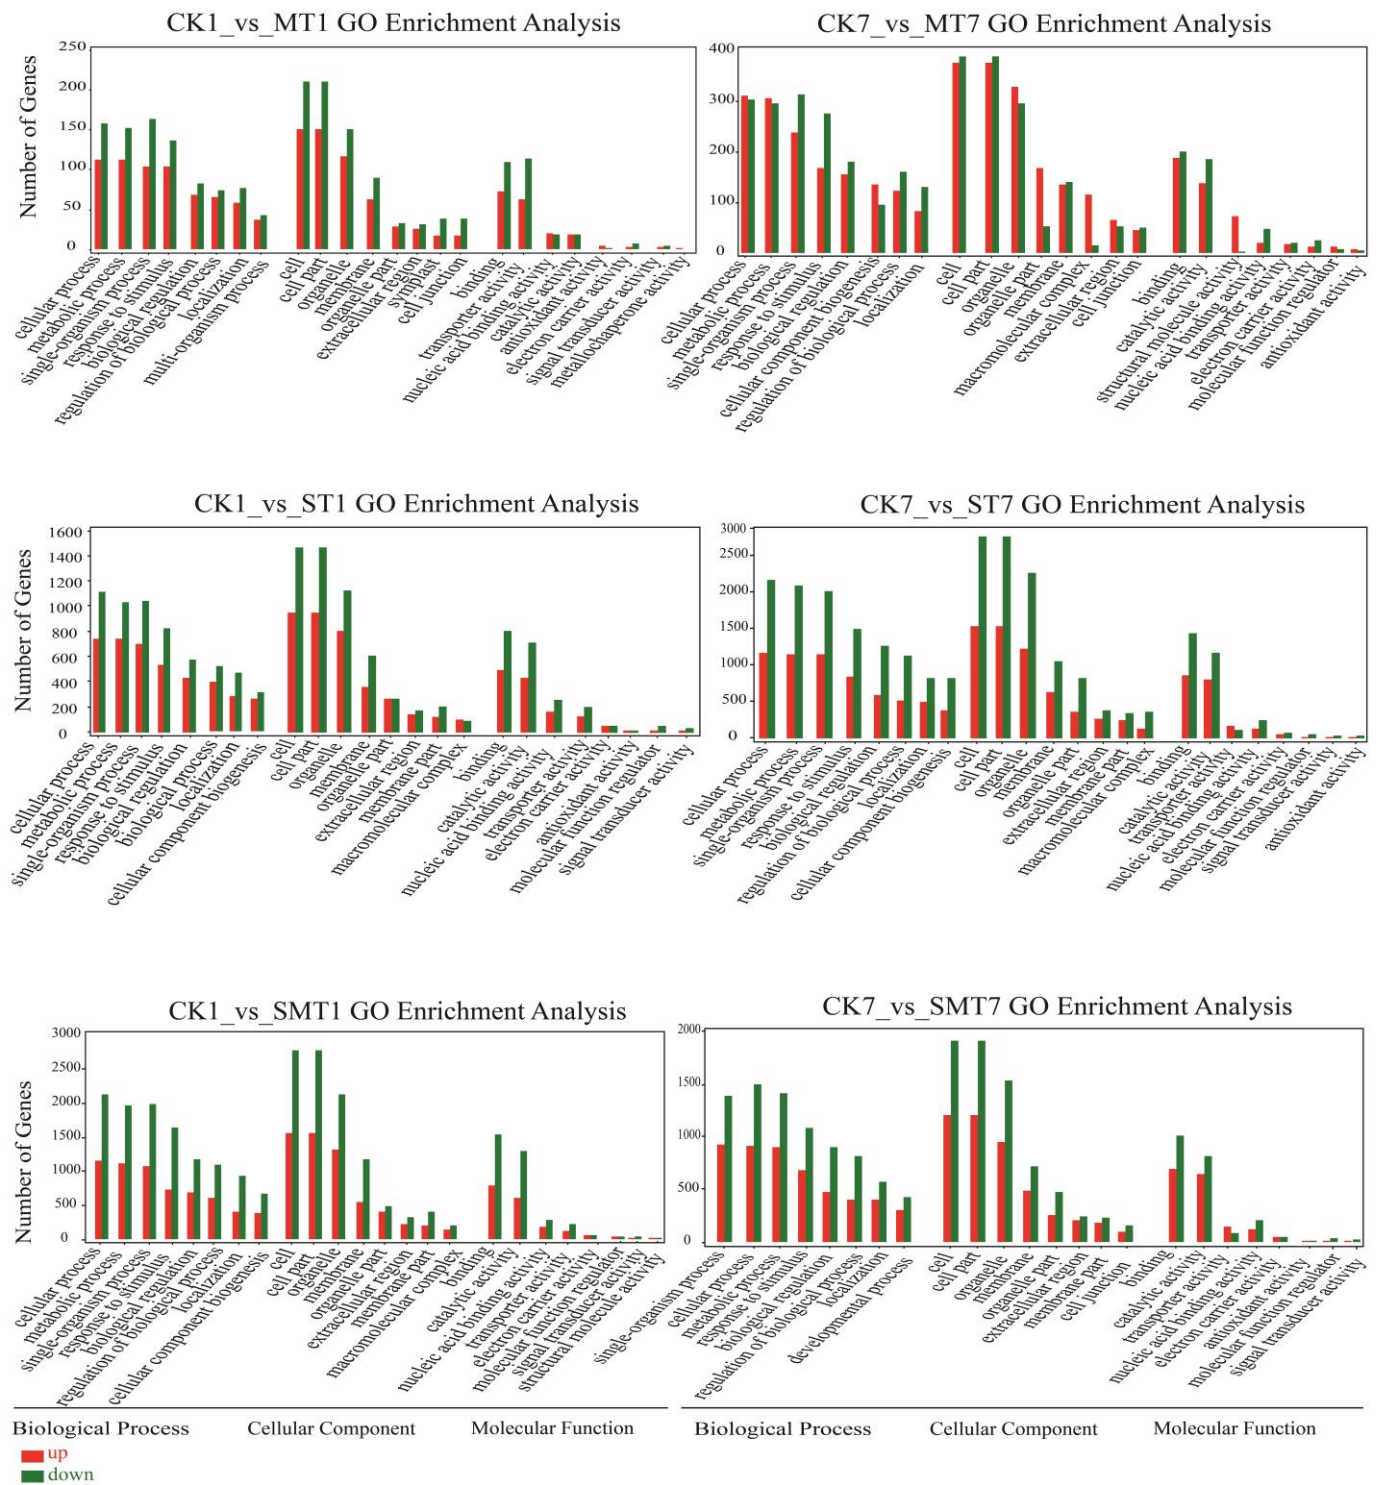 CK1_vs_MT1 GO Enrichment Analysis
Number of Genes
250
200
150
100
50
0
cellular process
metabolic process
single-organism process
response to stimulus
biological regulation
regulation of biological process
localization
multi-organism process
cell
cell part
organelle
membrane
organelle part
extracellular region
symplast
cell junction
binding
transporter activity
nucleic acid binding activity
catalytic activity
antioxidant activity
electron carrier activity
signal transducer activity
metallochaperone activity
CK7_vs_MT7 GO Enrichment Analysis
400
300
200
100
0
cellular process
metabolic process
single-organism process
response to stimulus
biological regulation
cellular component biogenesis
regulation of biological process
localization
cell
cell part
organelle
organelle part
membrane
macromolecular complex
extracellular region
cell junction
binding
catalytic activity
structural molecule activity
nucleic acid binding activity
transporter activity
electron carrier activity
molecular function regulator
antioxidant activity
CK1_vs_ST1 GO Enrichment Analysis
Number of Genes
1600
1400
1200
1000
800
600
400
200
0
cellular process
metabolic process
single-organism process
response to stimulus
biological regulation
biological process
localization
cellular component biogenesis
cell
cell part
organelle
membrane
organelle part
extracellular region
membrane part
macromolecular complex
binding
catalytic activity
nucleic acid binding activity
transporter activity
electron carrier activity
antioxidant activity
molecular function regulator
signal transducer activity
CK7_vs_ST7 GO Enrichment Analysis
3000
2500
2000
1500
1000
500
0
cellular process
metabolic process
single-organism process
response to stimulus
biological regulation
regulation of biological process
localization
cellular component biogenesis
cell
cell part
organelle
membrane
organelle part
extracellular region
membrane part
macromolecular complex
binding
catalytic activity
transporter activity
nucleic acid binding activity
electron carrier activity
molecular function regulator
signal transducer activity
antioxidant activity
CK1_vs_SMT1 GO Enrichment Analysis
Number of Genes
3000
2500
2000
1500
1000
500
0
cellular process
metabolic process
single-organism process
response to stimulus
biological regulation
regulation of biological process
localization
cellular component biogenesis
cell
cell part
organelle
membrane
organelle part
extracellular region
membrane part
macromolecular complex
binding
catalytic activity
nucleic acid binding activity
transporter activity
electron carrier activity
molecular function regulator
signal transducer activity
structural molecule activity
CK7_vs_SMT7 GO Enrichment Analysis
2000
1500
1000
500
0
single-organism process
cellular process
metabolic process
response to stimulus
biological regulation
regulation of biological process
localization
developmental process
cell
cell part
organelle
membrane
organelle part
extracellular region
membrane part
cell junction
binding
catalytic activity
transporter activity
nucleic acid binding activity
electron carrier activity
antioxidant activity
molecular function regulator
signal transducer activity
Biological Process
Cellular Component
Molecular Function
Biological Process
Cellular Component
Molecular Function
up
down